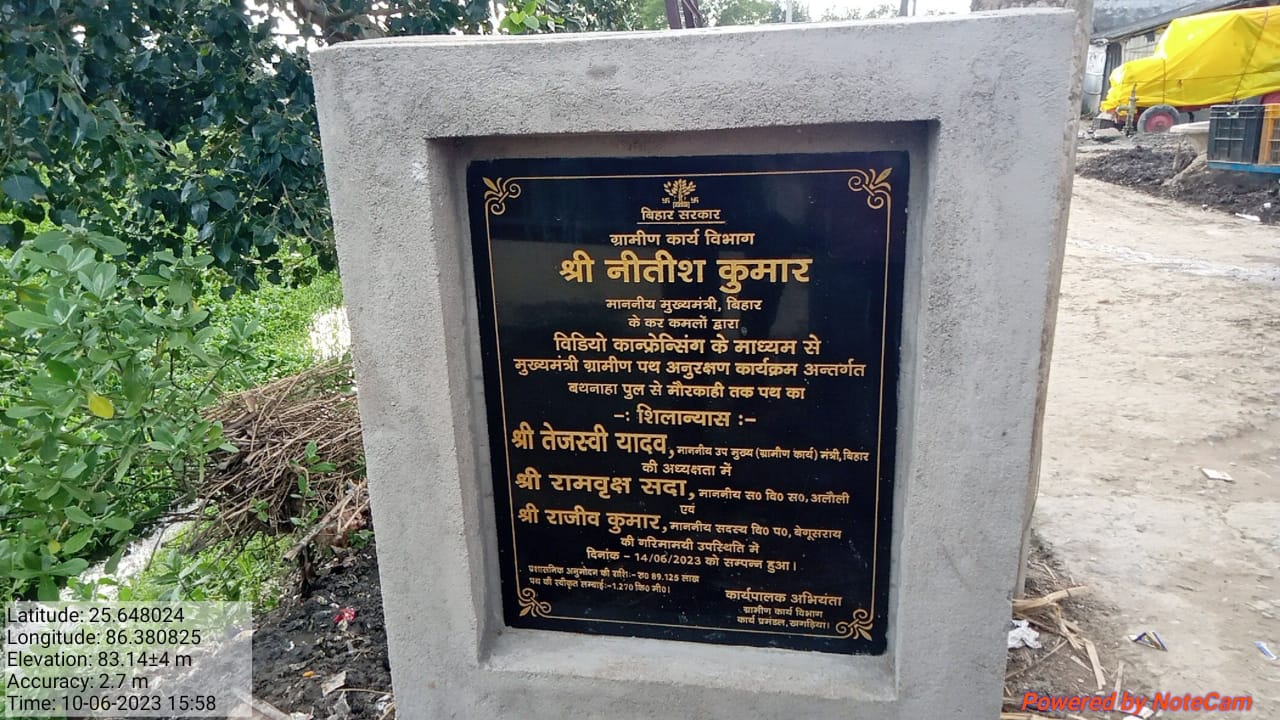 बिहार सरकार
ग्रामीण कार्य विभाग
श्री नीतीश कुमार
माननीय मुख्यमंत्री, बिहार
के कर कमलों द्वारा
विडियो कान्फ्रेन्सिंग के माध्यम से
मुख्यमंत्री ग्रामीण पथ अनुरक्षण कार्यक्रम अन्तर्गत
बथनाहा पुल से मौरकाही तक पथ का
-: शिलान्यास :-
श्री तेजस्वी यादव, माननीय उप मुख्य (ग्रामीण कार्य) मंत्री, बिहार
की अध्यक्षता में
श्री रामवृक्ष सदा, माननीय स० वि० स०, अलौली
एवं
श्री राजीव कुमार, माननीय सदस्य वि० प०, बेगूसराय
की गरिमामयी उपस्थिति में
दिनांक - 14/06/2023 को सम्पन्न हुआ।
प्रशासनिक अनुमोदन की राशि:- रु० 89.125 लाख
पथ की स्वीकृत लम्बाई:-1.270 कि० मी०।
कार्यपालक अभियंता
ग्रामीण कार्य विभाग
कार्य प्रमंडल, खगड़िया।
Latitude: 25.648024
Longitude: 86.380825
Elevation: 83.14±4 m
Accuracy: 2.7 m
Time: 10-06-2023 15:58
Powered by NoteCam